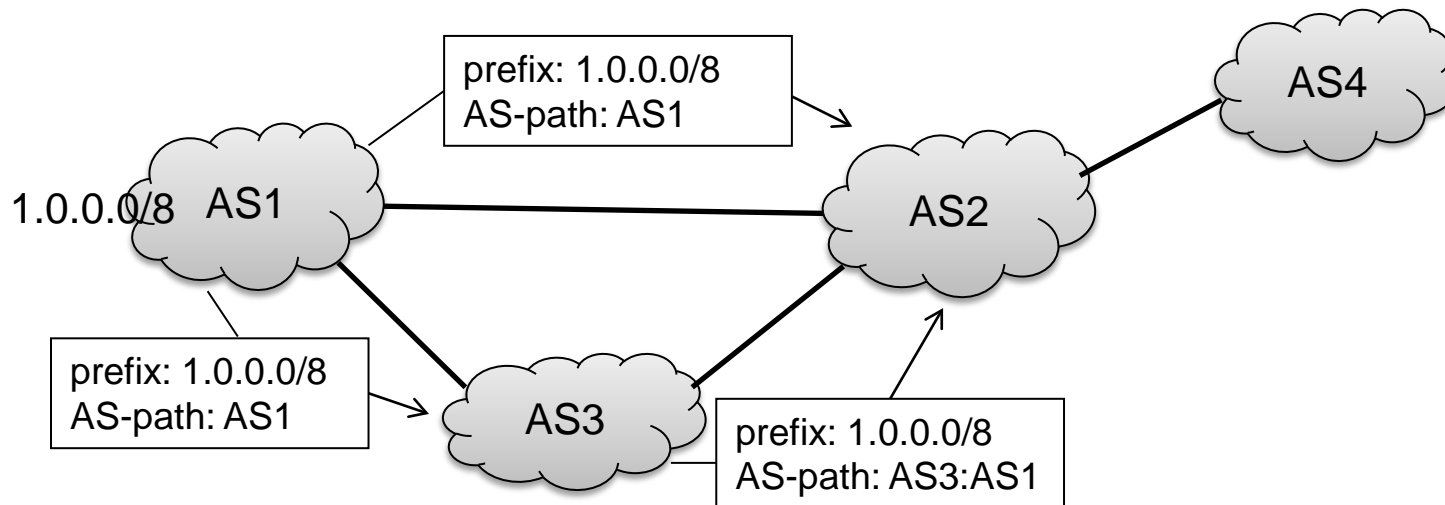 prefix: 1.0.0.0/8
AS-path: AS1
AS4
1.0.0.0/8
AS1
AS2
prefix: 1.0.0.0/8
AS-path: AS1
AS3
prefix: 1.0.0.0/8
AS-path: AS3:AS1